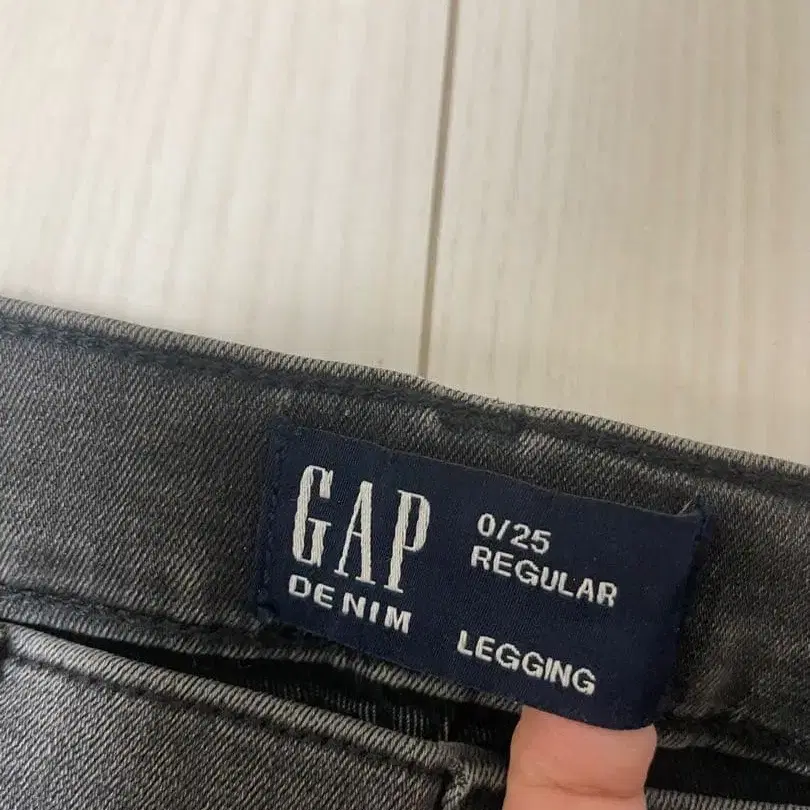 GAP
DENIM
0/25
REGULAR
LEGGING